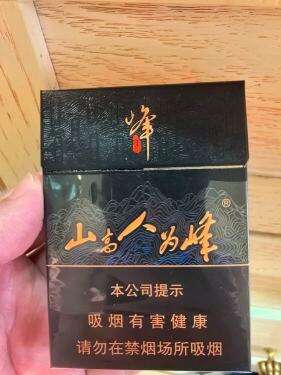 峰
山高人为峰®
本公司提示
吸烟有害健康
请勿在禁烟场所吸烟